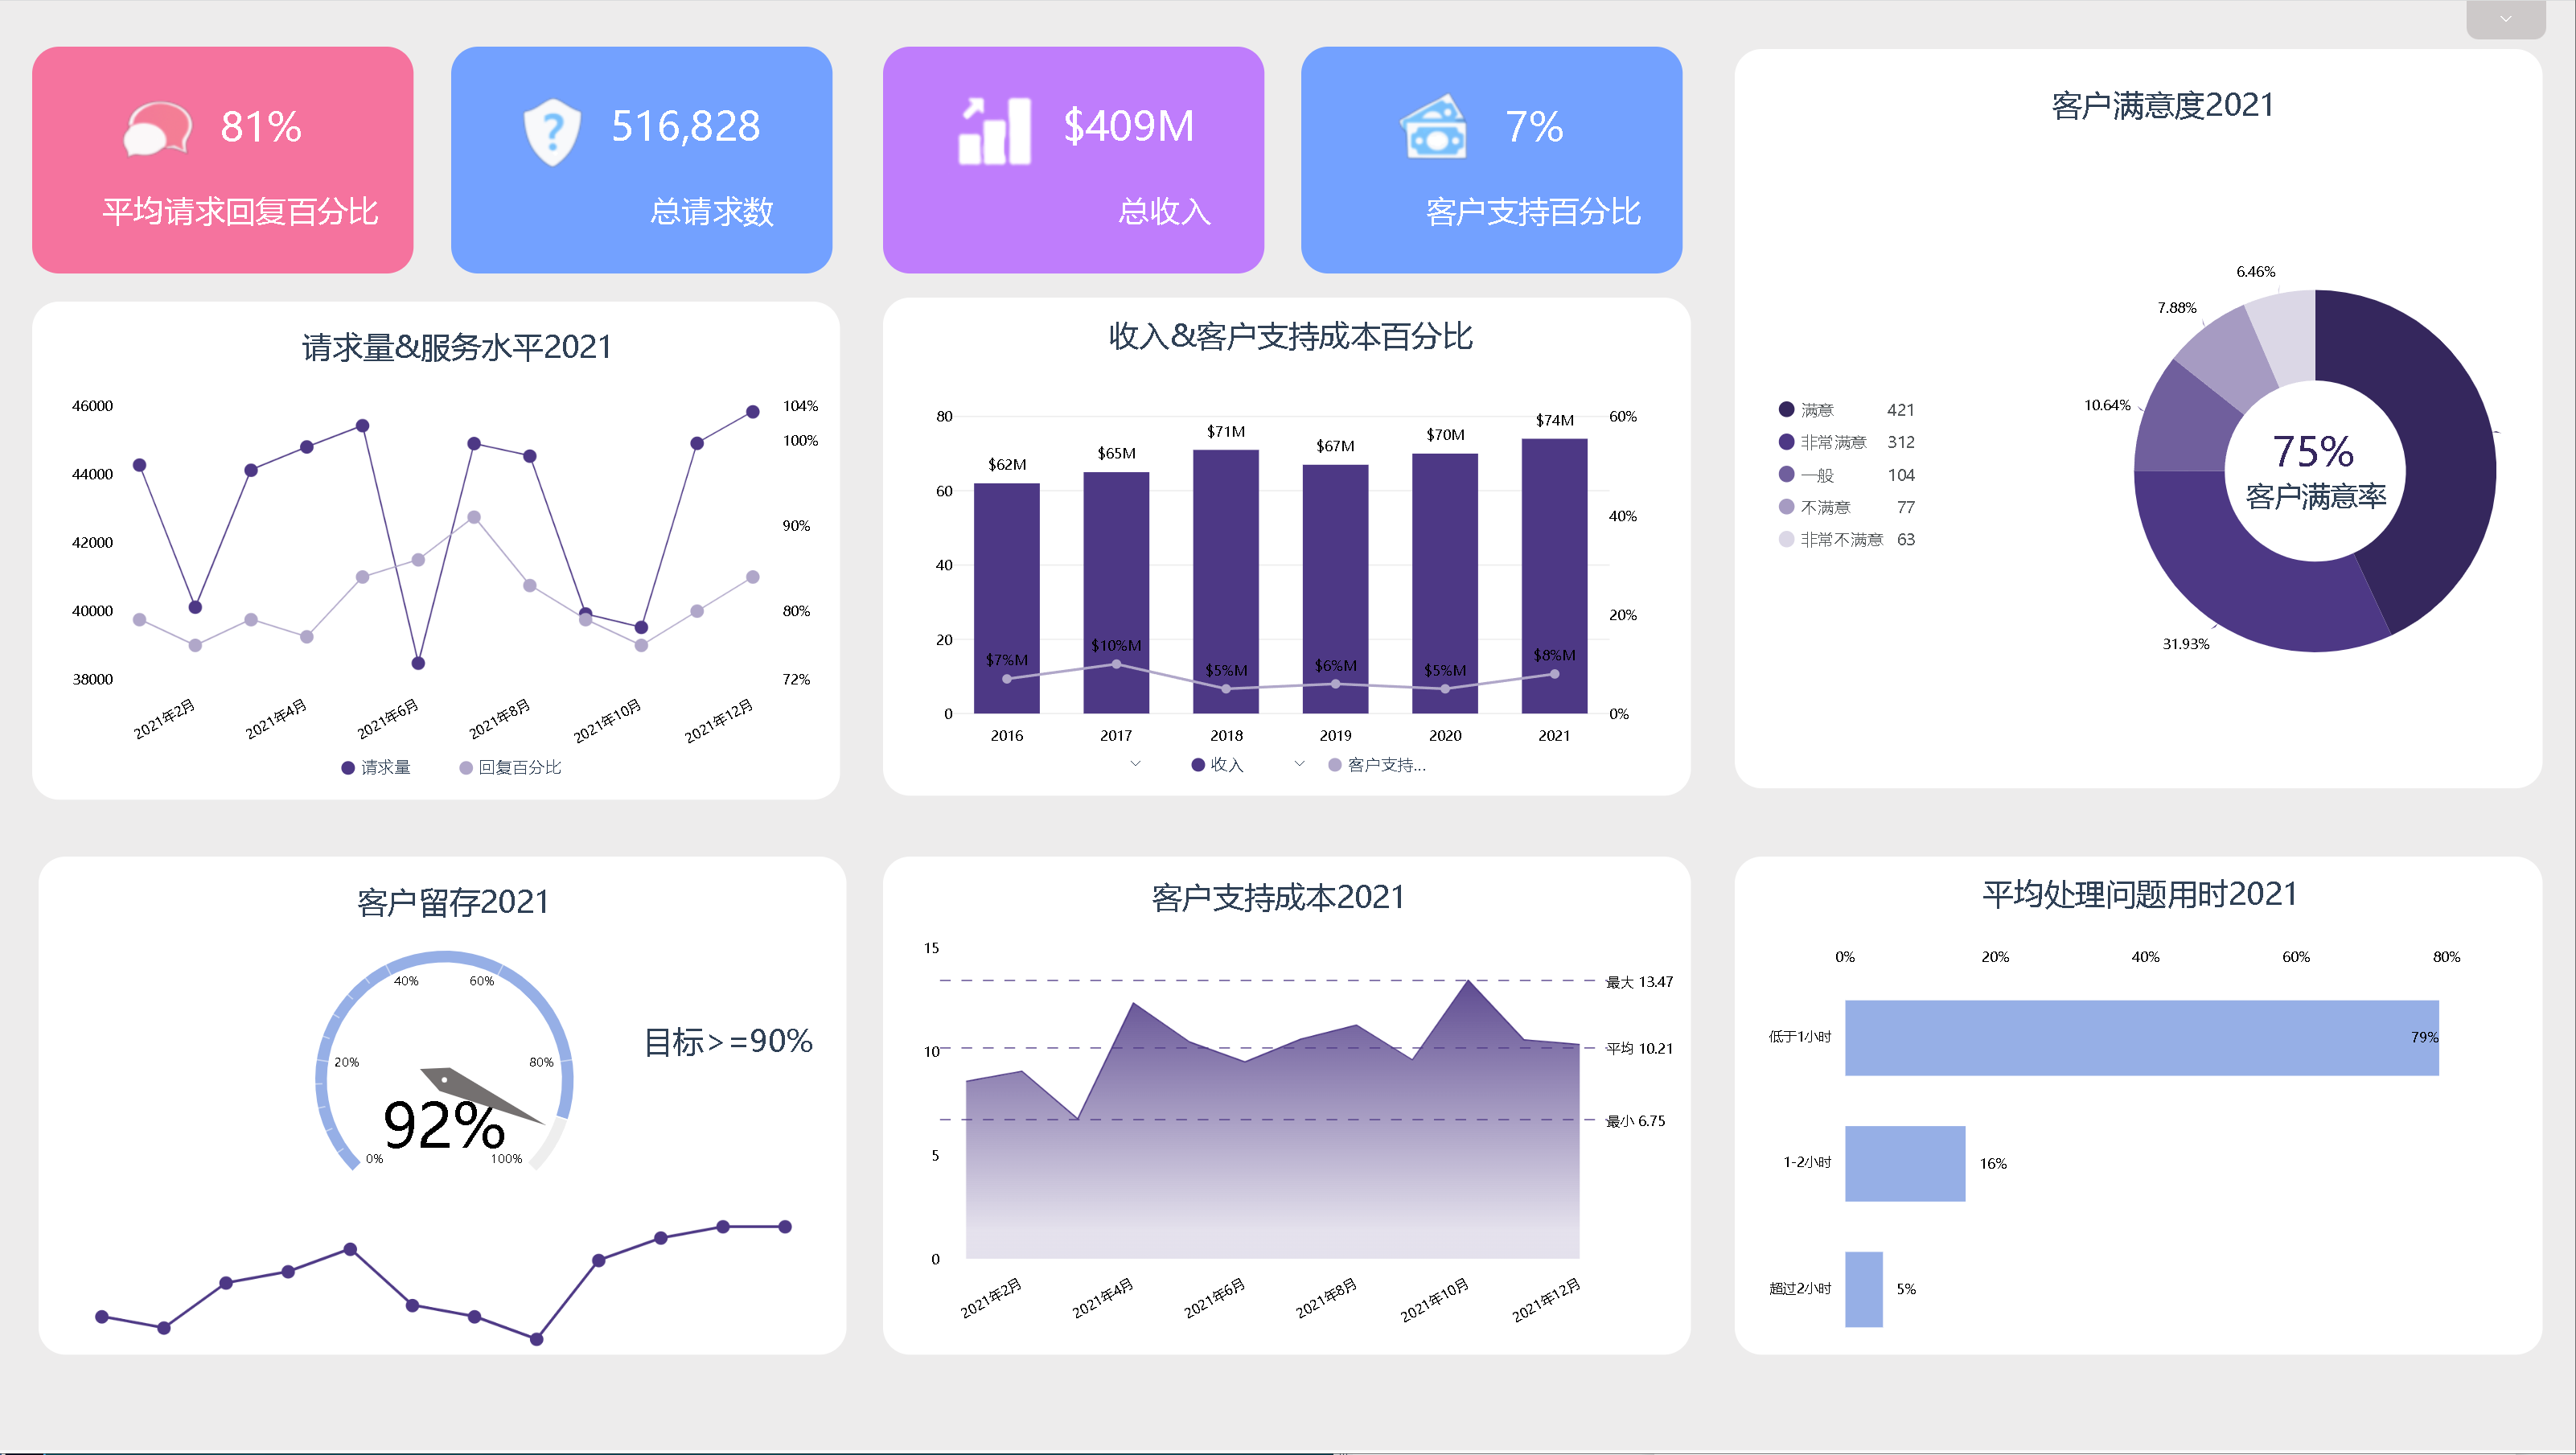 81%
平均请求回复百分比
516,828
总请求数
$409M
总收入
7%
客户支持百分比
客户满意度2021
6.46%
7.88%
10.64%
31.93%
满意 421
非常满意 312
一般 104
不满意 77
非常不满意 63
75%
客户满意率
请求量&服务水平2021
46000
44000
42000
40000
38000
104%
100%
90%
80%
72%
2021年2月
2021年4月
2021年6月
2021年8月
2021年10月
2021年12月
请求量
回复百分比
收入&客户支持成本百分比
80
60
40
20
0
60%
40%
20%
0%
$62M
$65M
$71M
$67M
$70M
$74M
$7%M
$10%M
$5%M
$6%M
$5%M
$8%M
2016
2017
2018
2019
2020
2021
收入
客户支持...
客户留存2021
0%
20%
40%
60%
80%
100%
92%
目标>=90%
客户支持成本2021
15
10
5
0
最大 13.47
平均 10.21
最小 6.75
2021年2月
2021年4月
2021年6月
2021年8月
2021年10月
2021年12月
平均处理问题用时2021
0%
20%
40%
60%
80%
低于1小时
79%
1-2小时
16%
超过2小时
5%